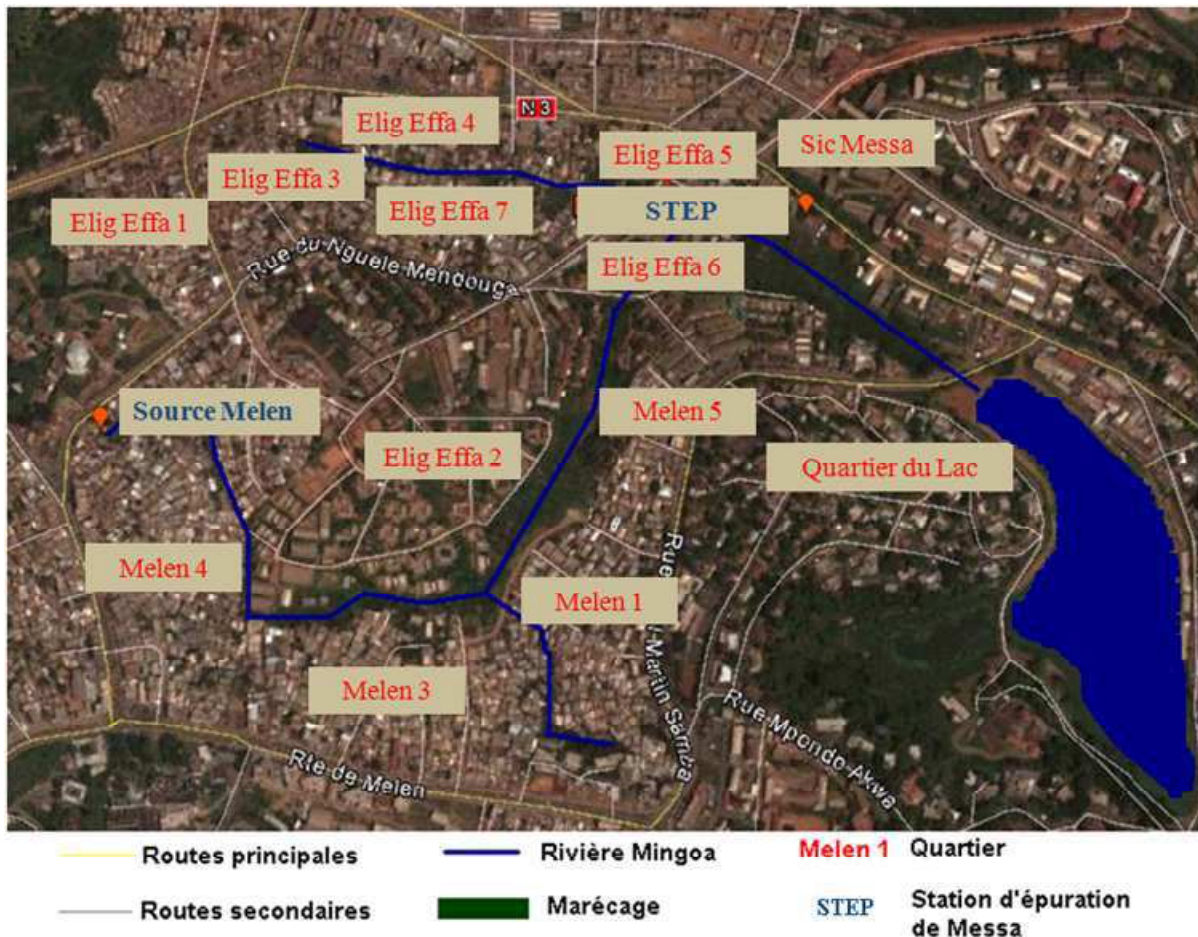 N 3
Elig Effa 4
Elig Effa 5
Sic Messa
Elig Effa 3
Elig Effa 7
STEP
Elig Effa 1
Elig Effa 6
Rue du Nguele Mendouga
Source Melen
Melen 5
Elig Effa 2
Quartier du Lac
Melen 4
Melen 1
Rue
Martin Samba
Melen 3
Rue Mpondo Akwa
Rte de Melen
Routes principales
Rivière Mingoa
Melen 1 Quartier
Routes secondaires
Marécage
STEP Station d'épuration
de Messa